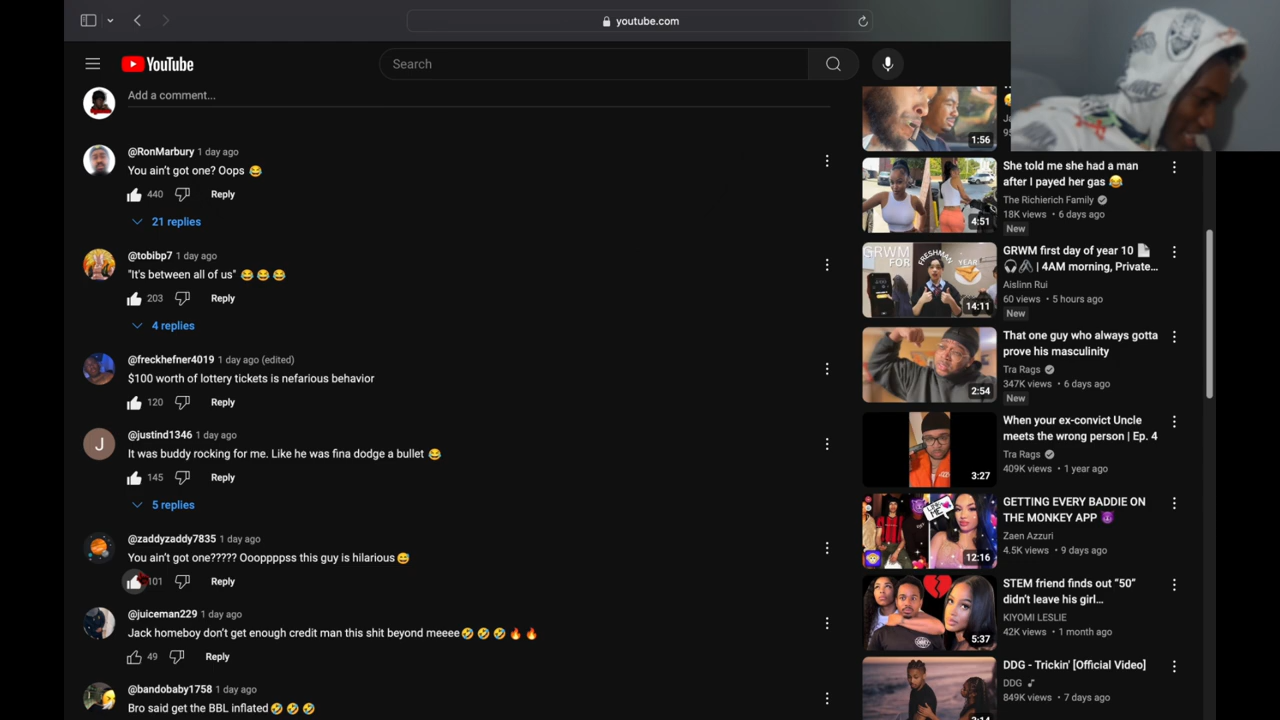 youtube.com
YouTube
Search
Add a comment...
@RonMarbury 1 day ago
You ain't got one? Oops 😂
440 Reply
21 replies
@tobibp7 1 day ago
"It's between all of us" 😂😂😂
203 Reply
4 replies
@freckhefner4019 1 day ago (edited)
$100 worth of lottery tickets is nefarious behavior
120 Reply
J
@justind1346 1 day ago
It was buddy rocking for me. Like he was fina dodge a bullet 😂
145 Reply
5 replies
@zaddyzaddy7835 1 day ago
You ain't got one????? Oooppppss this guy is hilarious😅
101 Reply
@juiceman229 1 day ago
Jack homeboy don't get enough credit man this shit beyond meeee🤣🤣🤣🔥🔥
49 Reply
@bandobaby1758 1 day ago
Bro said get the BBL inflated🤣🤣🤣
1:56
She told me she had a man
after I payed her gas 😂
The Richierich Family
18K views • 6 days ago
New
4:51
GRWM first day of year 10 📄
🎧🖇️ | 4AM morning, Private...
Aislinn Rui
60 views • 5 hours ago
New
GRWM
FOR
FRESHMAN
YEAR
14:11
That one guy who always gotta
prove his masculinity
Tra Rags
347K views • 6 days ago
New
2:54
When your ex-convict Uncle
meets the wrong person | Ep. 4
Tra Rags
409K views • 1 year ago
3:27
GETTING EVERY BADDIE ON
THE MONKEY APP 😈
Zaen Azzuri
4.5K views • 9 days ago
12:16
STEM friend finds out "50"
didn't leave his girl...
KIYOMI LESLIE
42K views • 1 month ago
5:37
DDG - Trickin' [Official Video]
DDG
849K views • 7 days ago